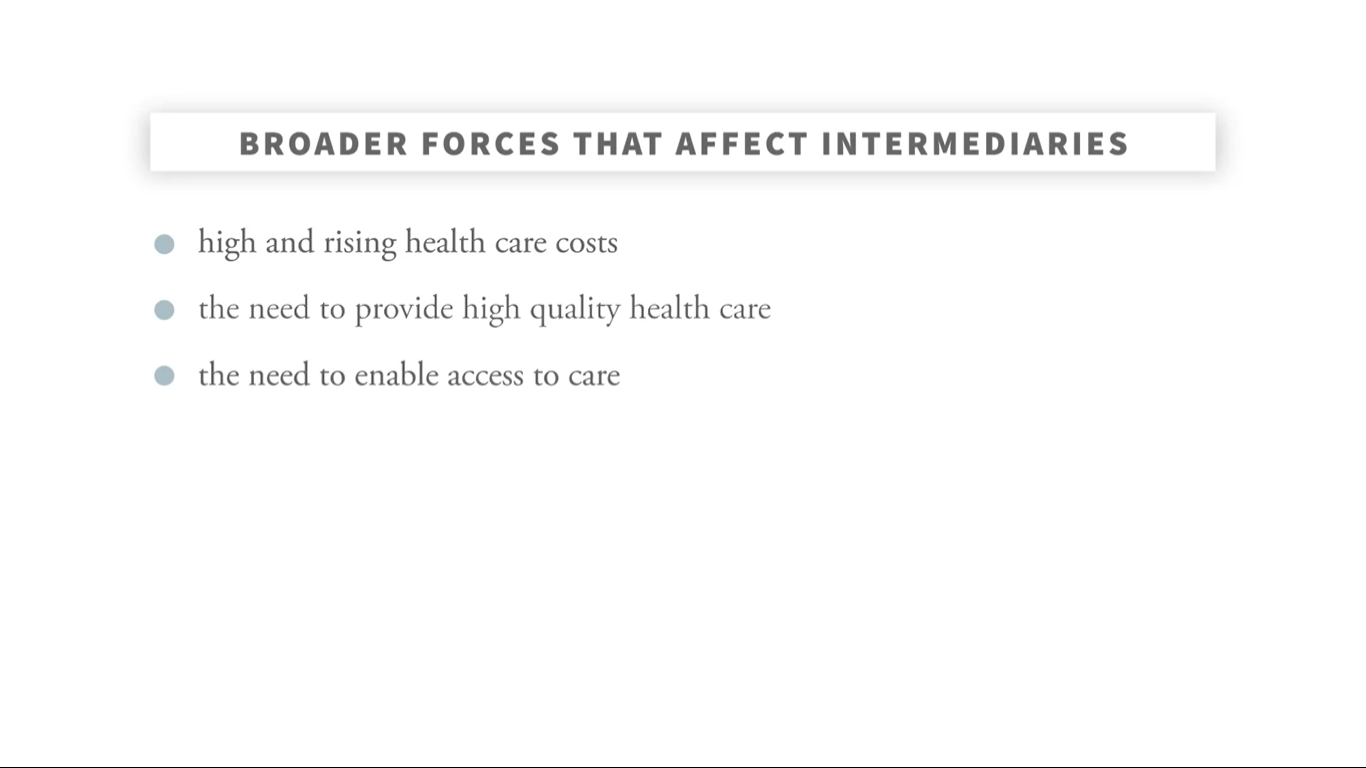 BROADER FORCES THAT AFFECT INTERMEDIARIES
high and rising health care costs
the need to provide high quality health care
the need to enable access to care